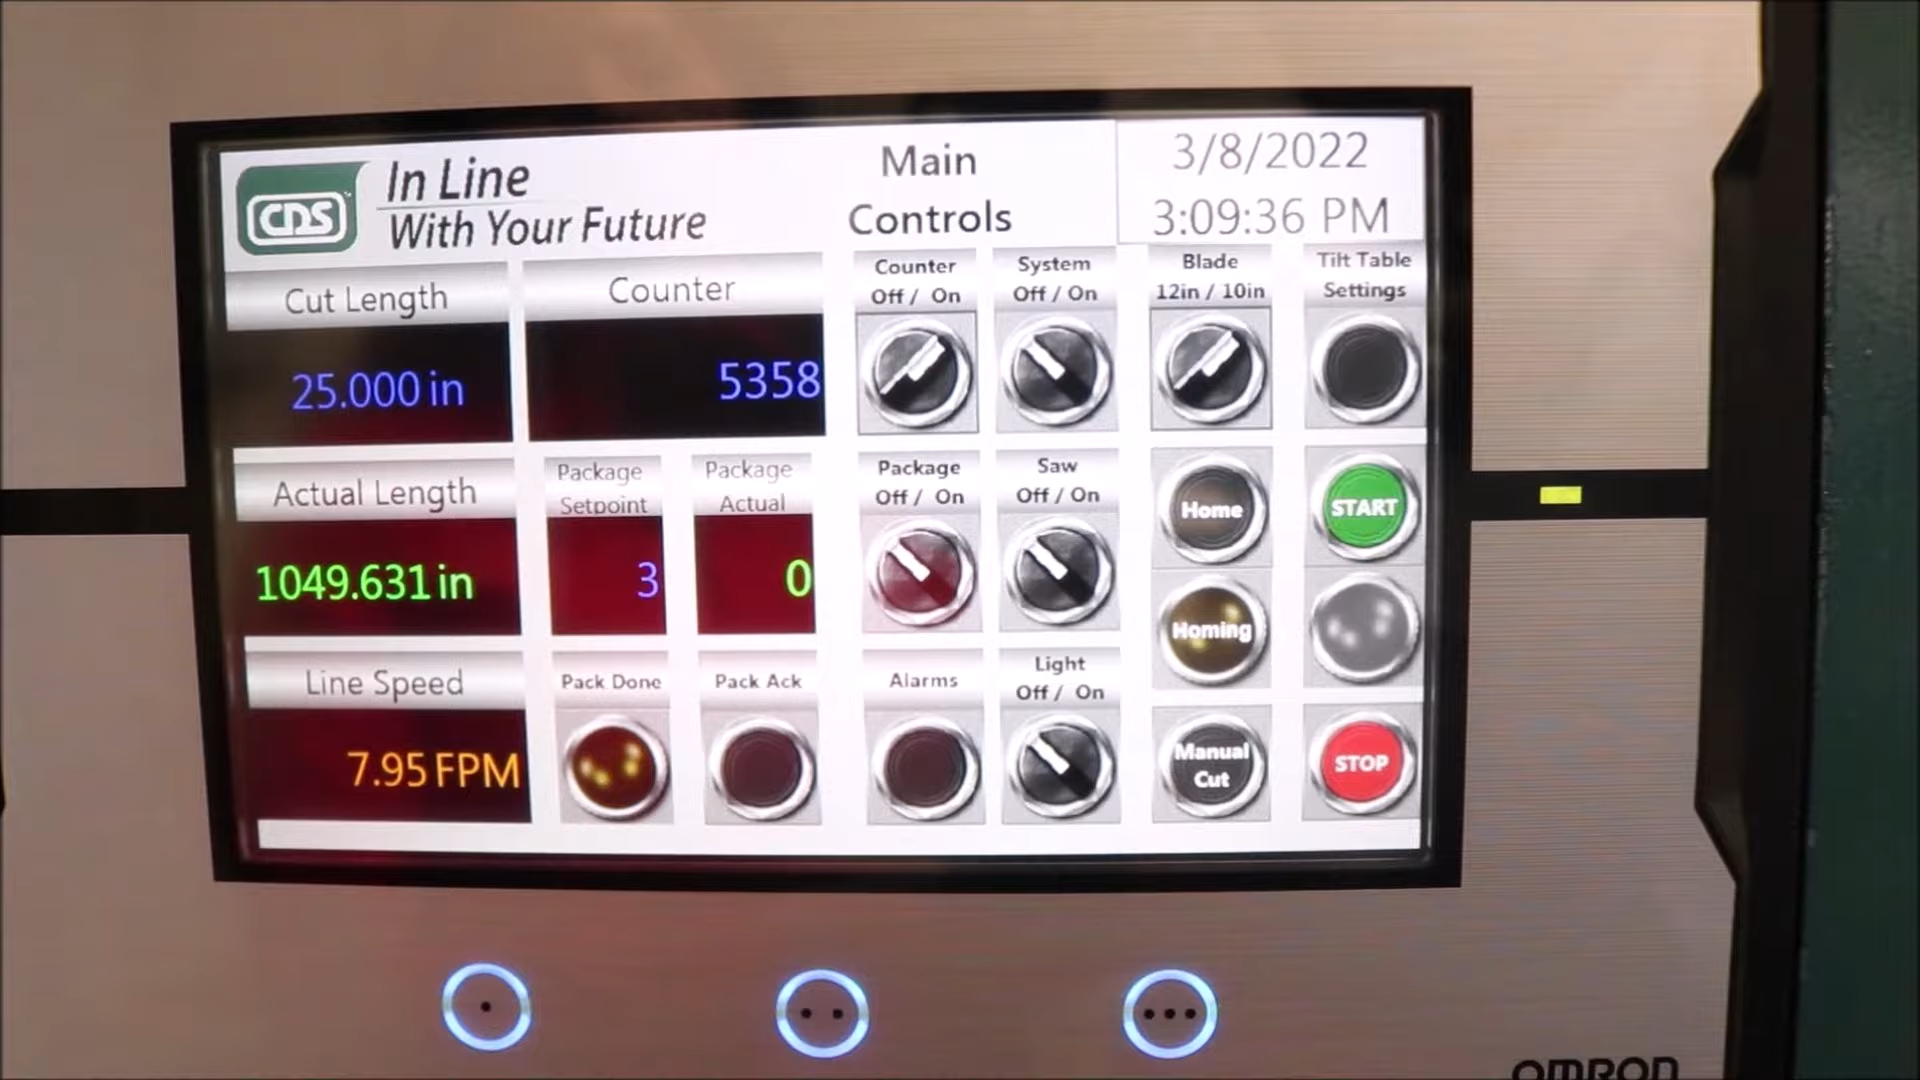 CDS
In Line
With Your Future
Main
Controls
3/8/2022
3:09:36 PM
Cut Length
25.000 in
Counter
5358
Counter
Off / On
System
Off / On
Blade
12in / 10in
Tilt Table
Settings
Actual Length
1049.631 in
Package
Setpoint
3
Package
Actual
0
Package
Off / On
Saw
Off / On
Home
START
Homing
Line Speed
7.95 FPM
Pack Done
Pack Ack
Alarms
Light
Off / On
Manual
Cut
STOP
OMRON